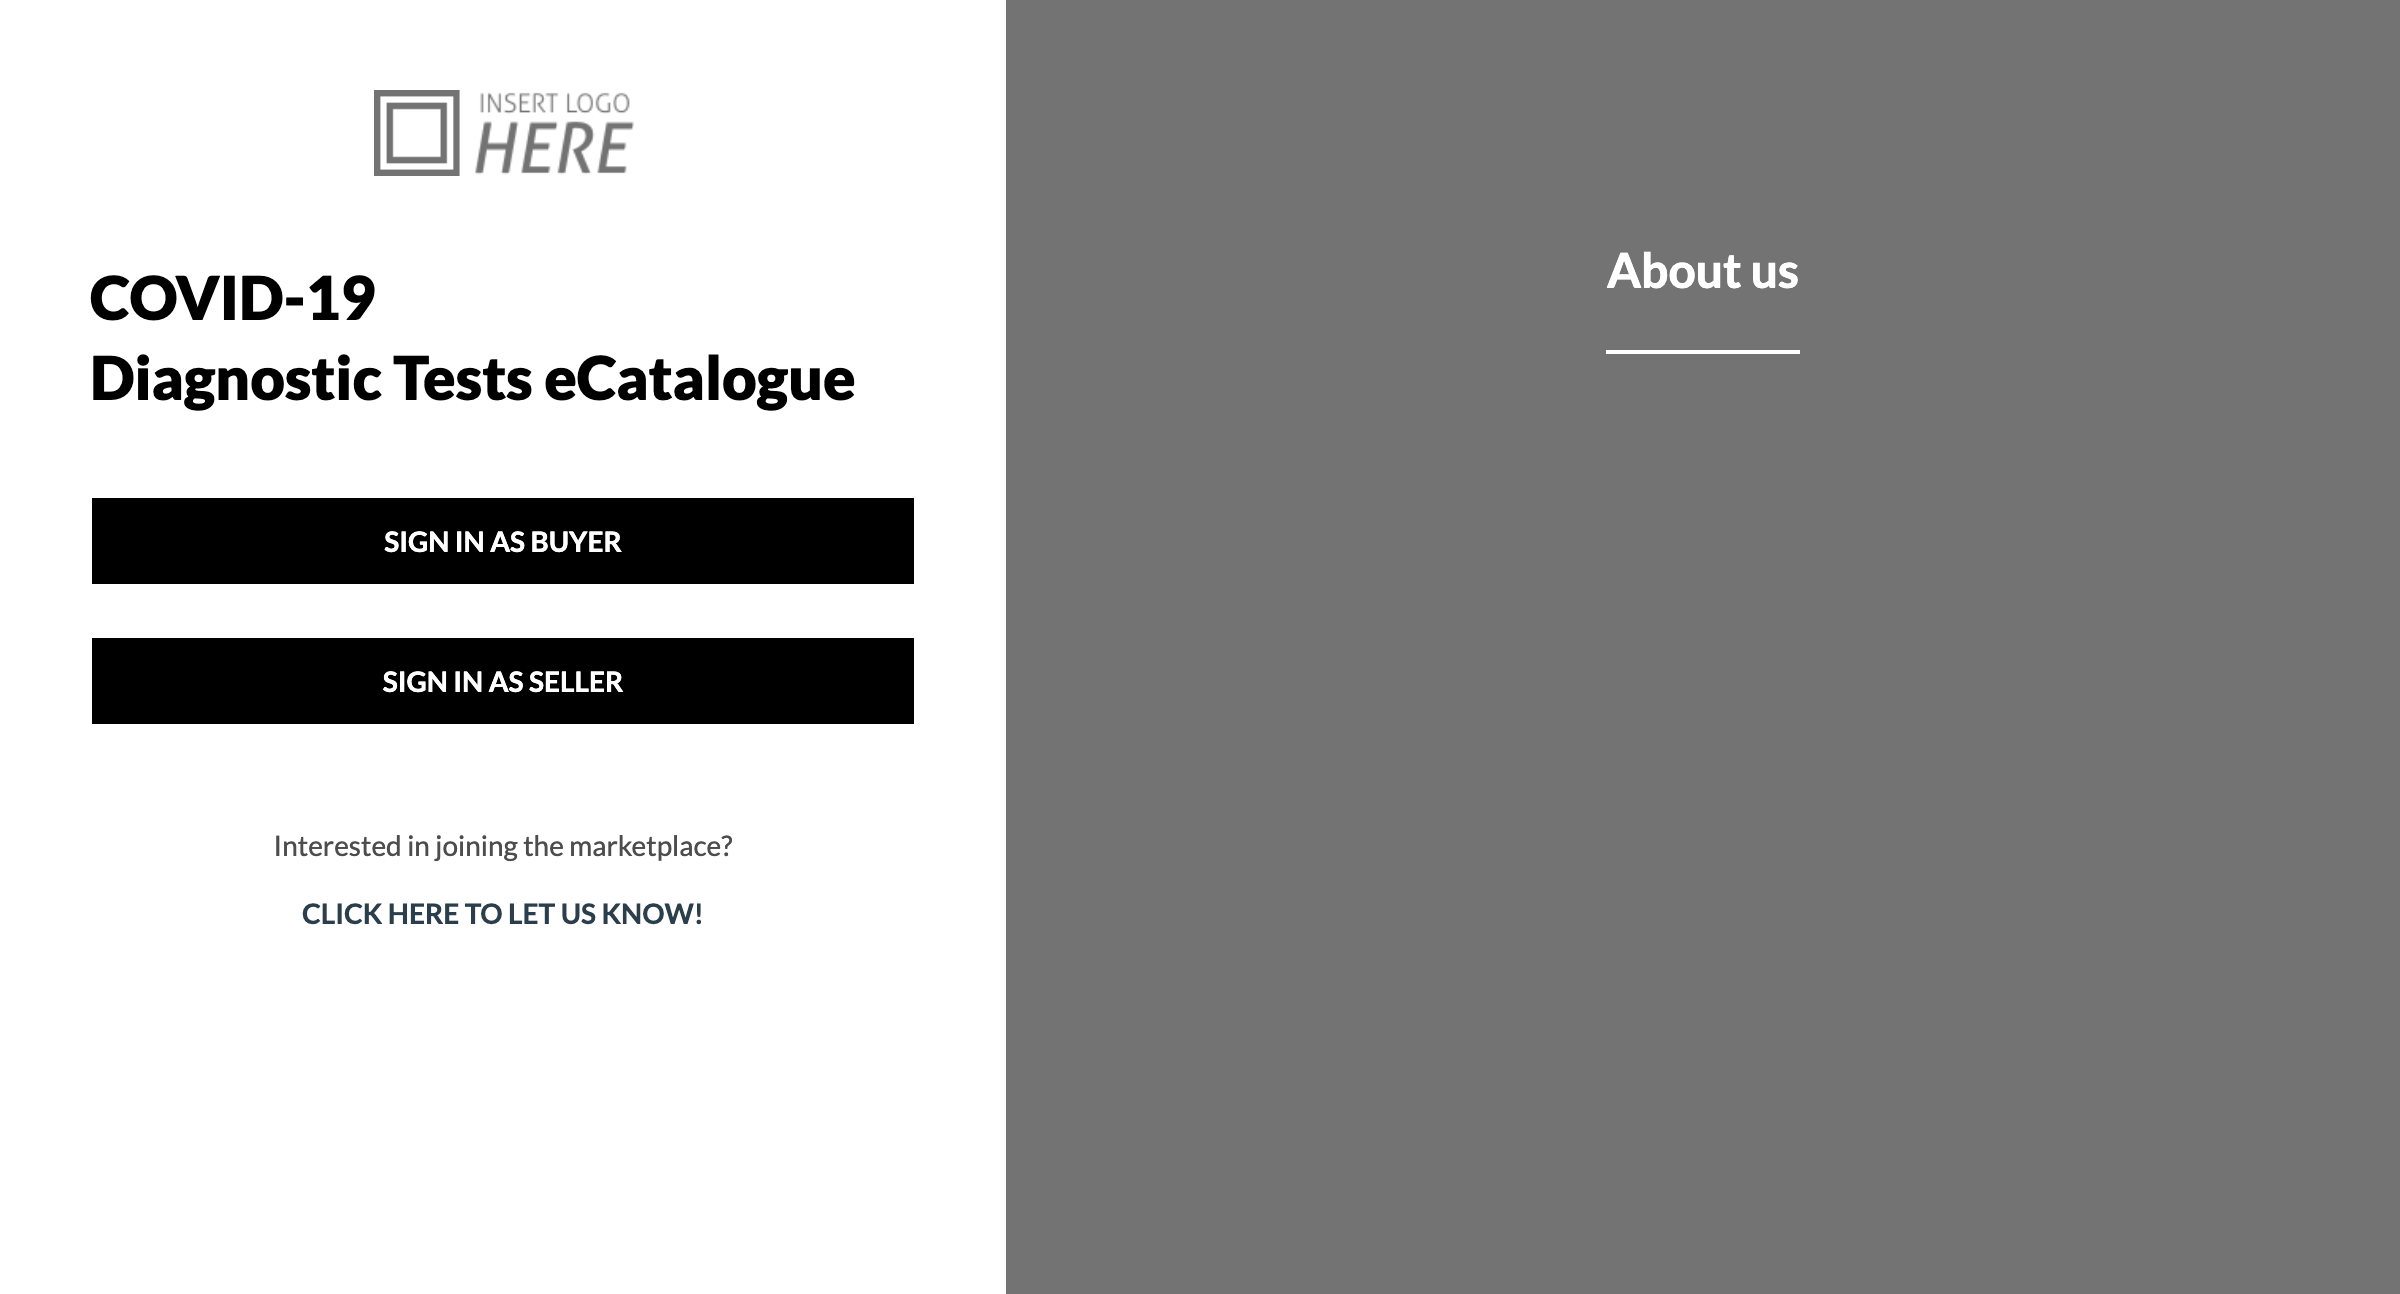 INSERT LOGO
HERE
COVID-19
Diagnostic Tests eCatalogue
SIGN IN AS BUYER
SIGN IN AS SELLER
Interested in joining the marketplace?
CLICK HERE TO LET US KNOW!
About us